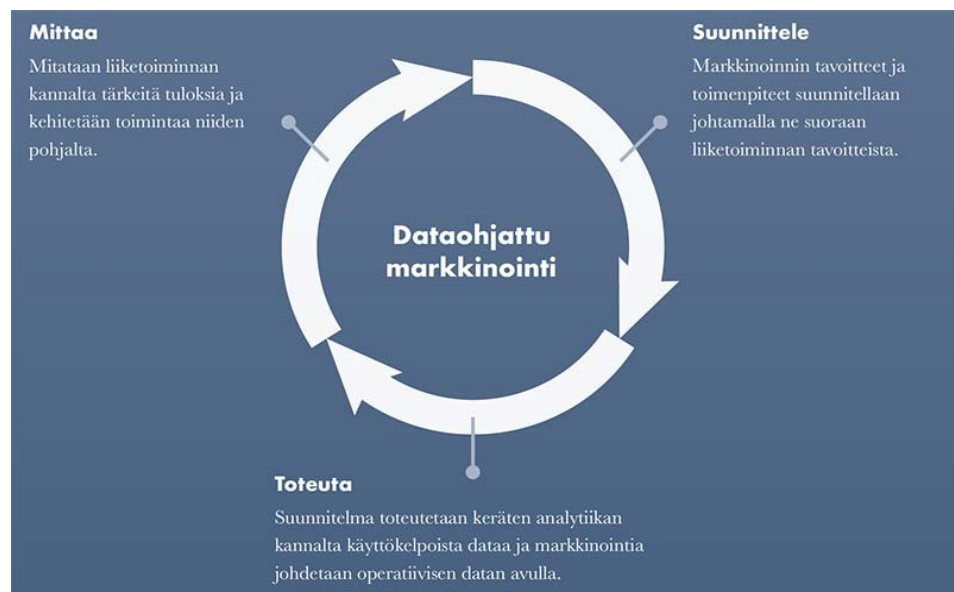 Mittaa
Mitataan liiketoiminnan
kannalta tärkeitä tuloksia ja
kehitetään toimintaa niiden
pohjalta.
Suunnittele
Markkinoinnin tavoitteet ja
toimenpiteet suunnitellaan
johtamalla ne suoraan
liiketoiminnan tavoitteista.
Dataohjattu
markkinointi
Toteuta
Suunnitelma toteutetaan keräten analytiikan
kannalta käyttökelpoista dataa ja markkinointia
johdetaan operatiivisen datan avulla.